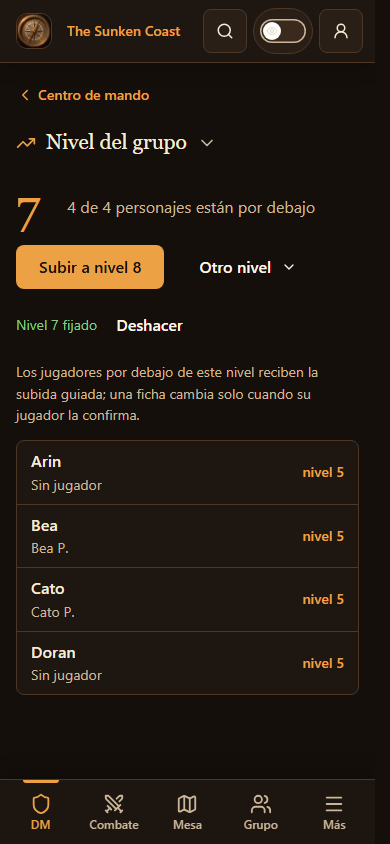 The Sunken Coast
Centro de mando
Nivel del grupo
7
4 de 4 personajes están por debajo
Subir a nivel 8
Otro nivel
Nivel 7 fijado
Deshacer
Los jugadores por debajo de este nivel reciben la
subida guiada; una ficha cambia solo cuando su
jugador la confirma.
Arin
Sin jugador
nivel 5
Bea
Bea P.
nivel 5
Cato
Cato P.
nivel 5
Doran
Sin jugador
nivel 5
DM
Combate
Mesa
Grupo
Más